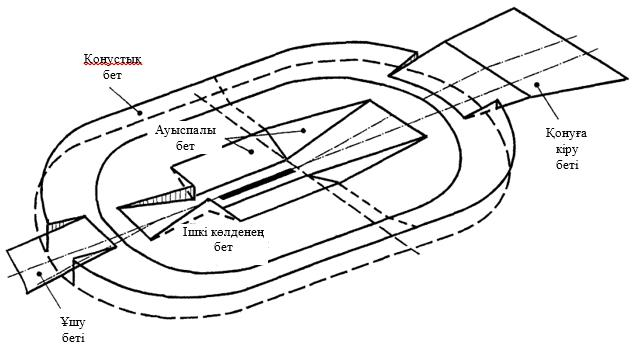 Конустық
бет
Ауыспалы
бет
Қонуға
кіру
беті
Ішкі көлденең
бет
Ұшу
беті